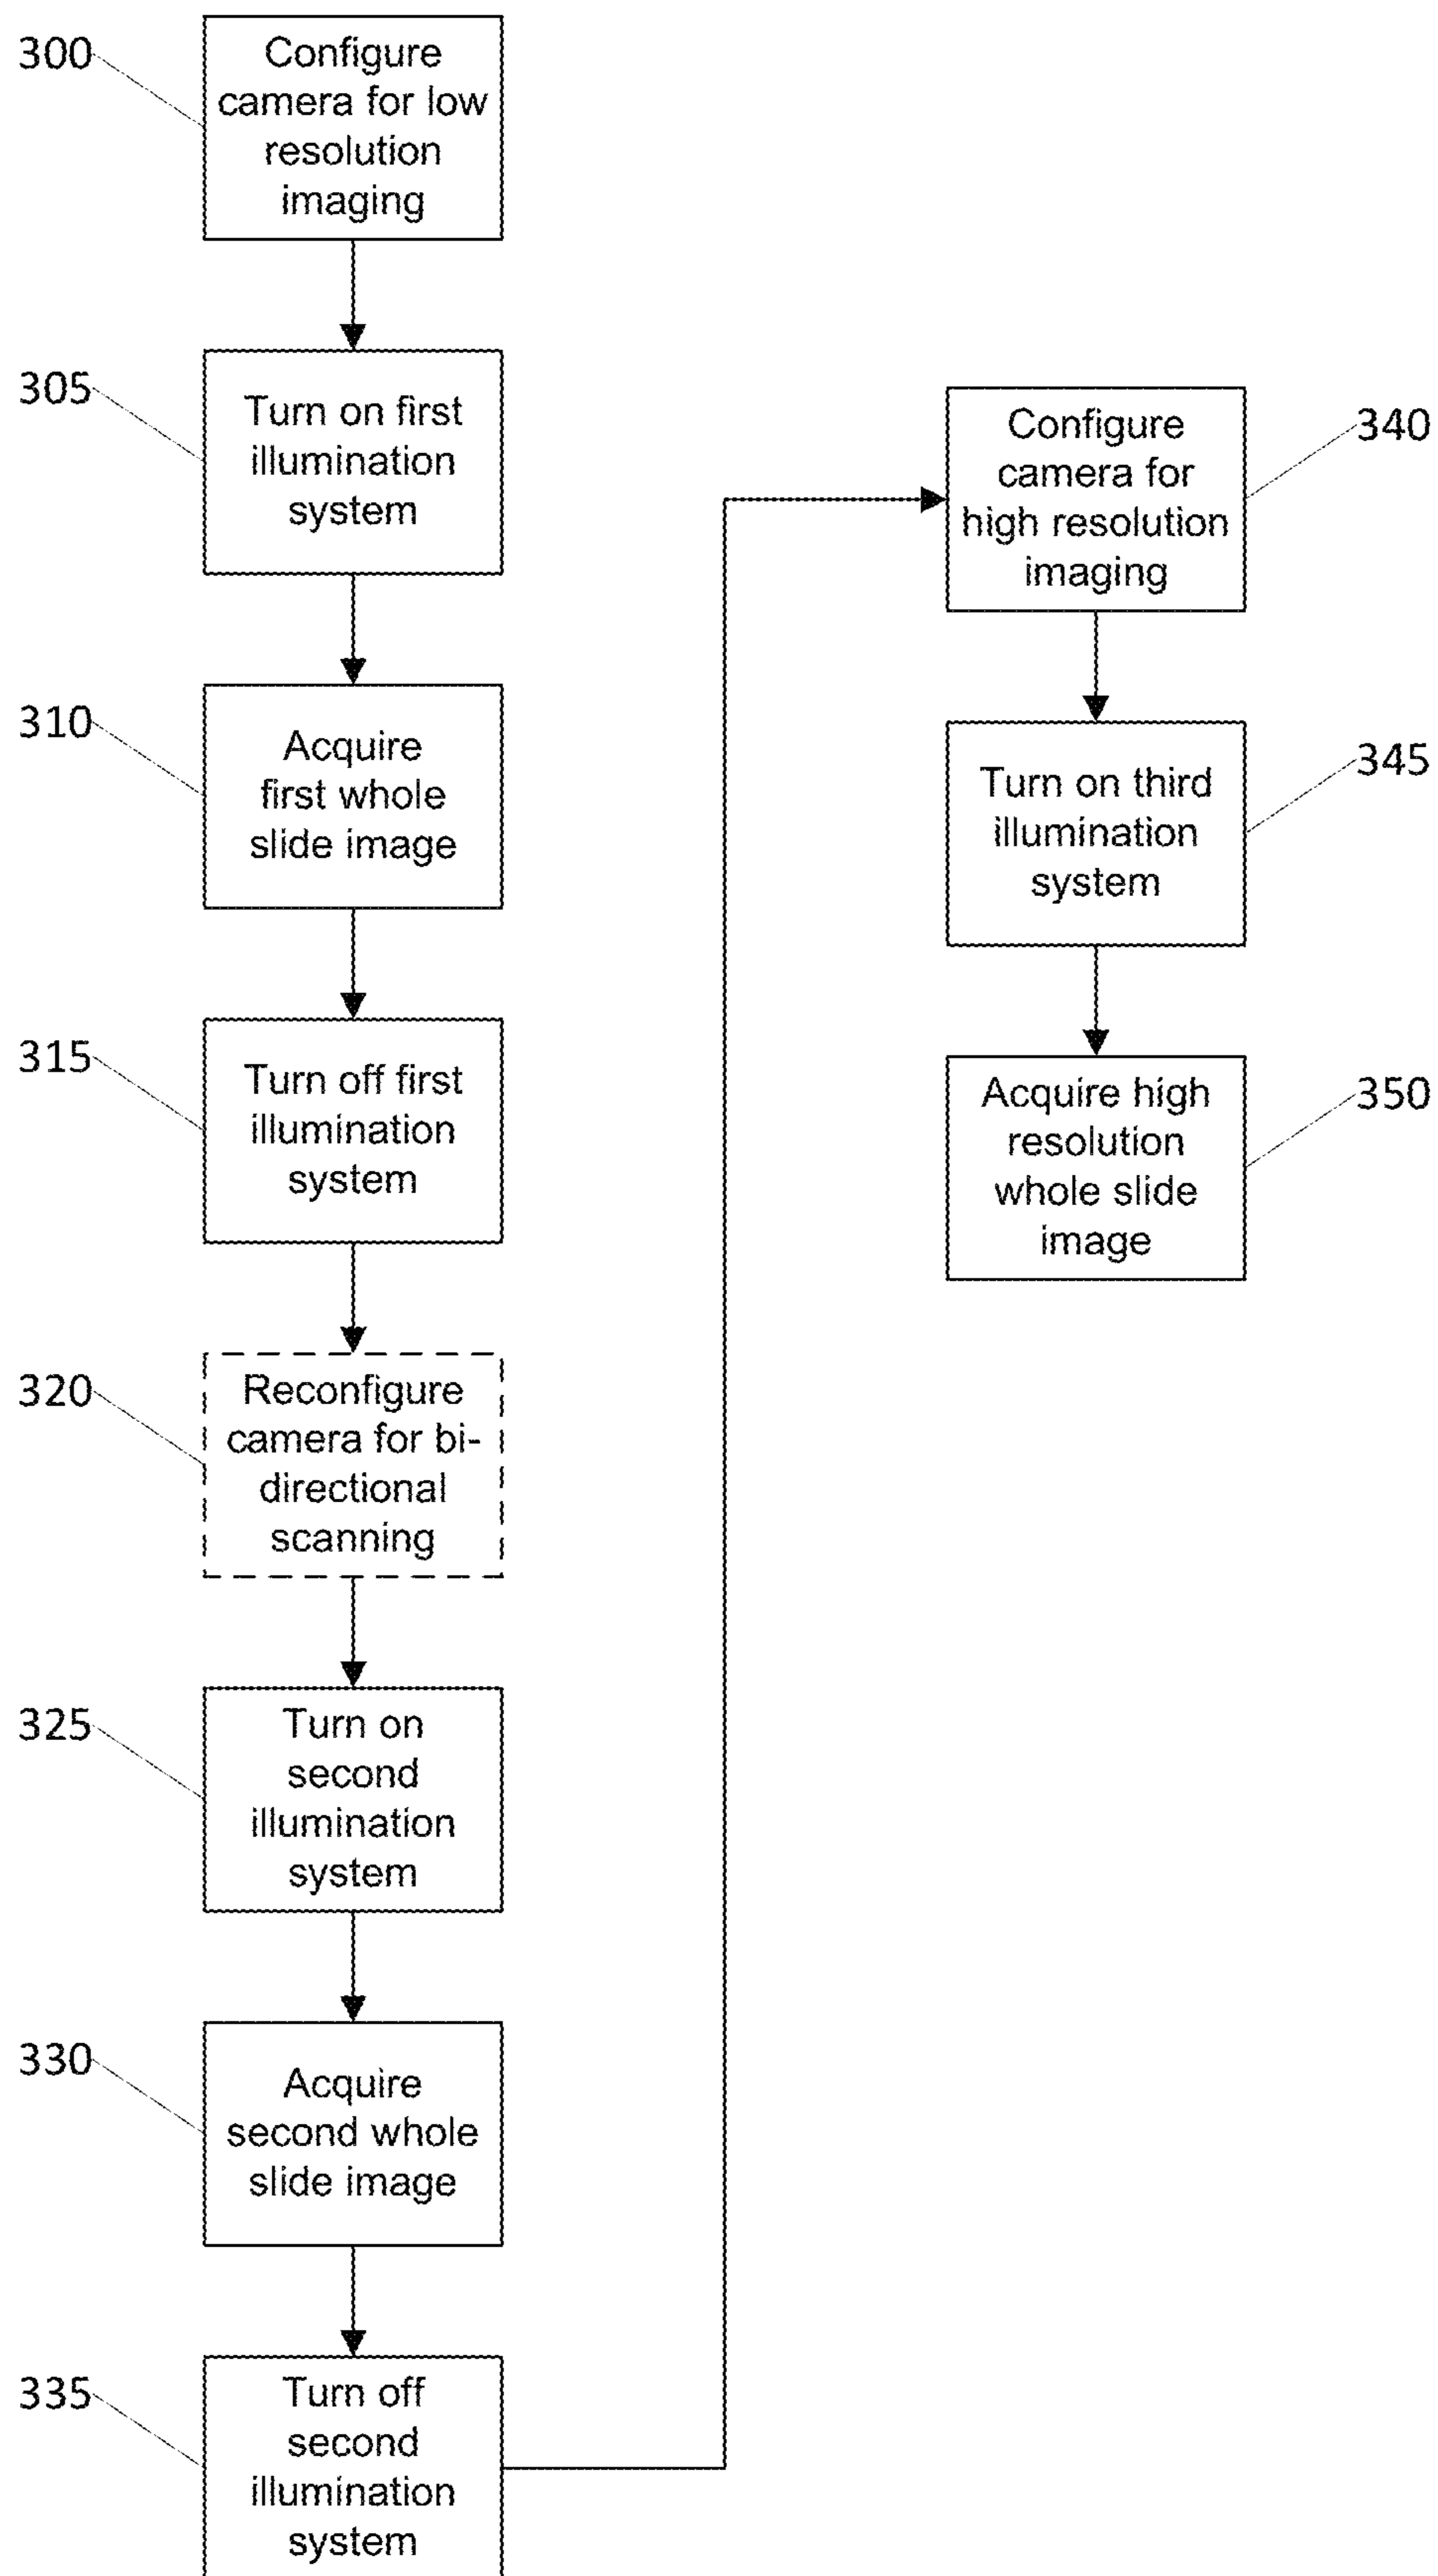 300
Configure
camera for low
resolution
imaging
305
Turn on first
illumination
system
310
Acquire
first whole
slide image
315
Turn off first
illumination
system
320
Reconfigure
camera for bi-
directional
scanning
325
Turn on
second
illumination
system
330
Acquire
second whole
slide image
335
Turn off
second
illumination
system
340
Configure
camera for
high resolution
imaging
345
Turn on third
illumination
system
350
Acquire high
resolution
whole slide
image